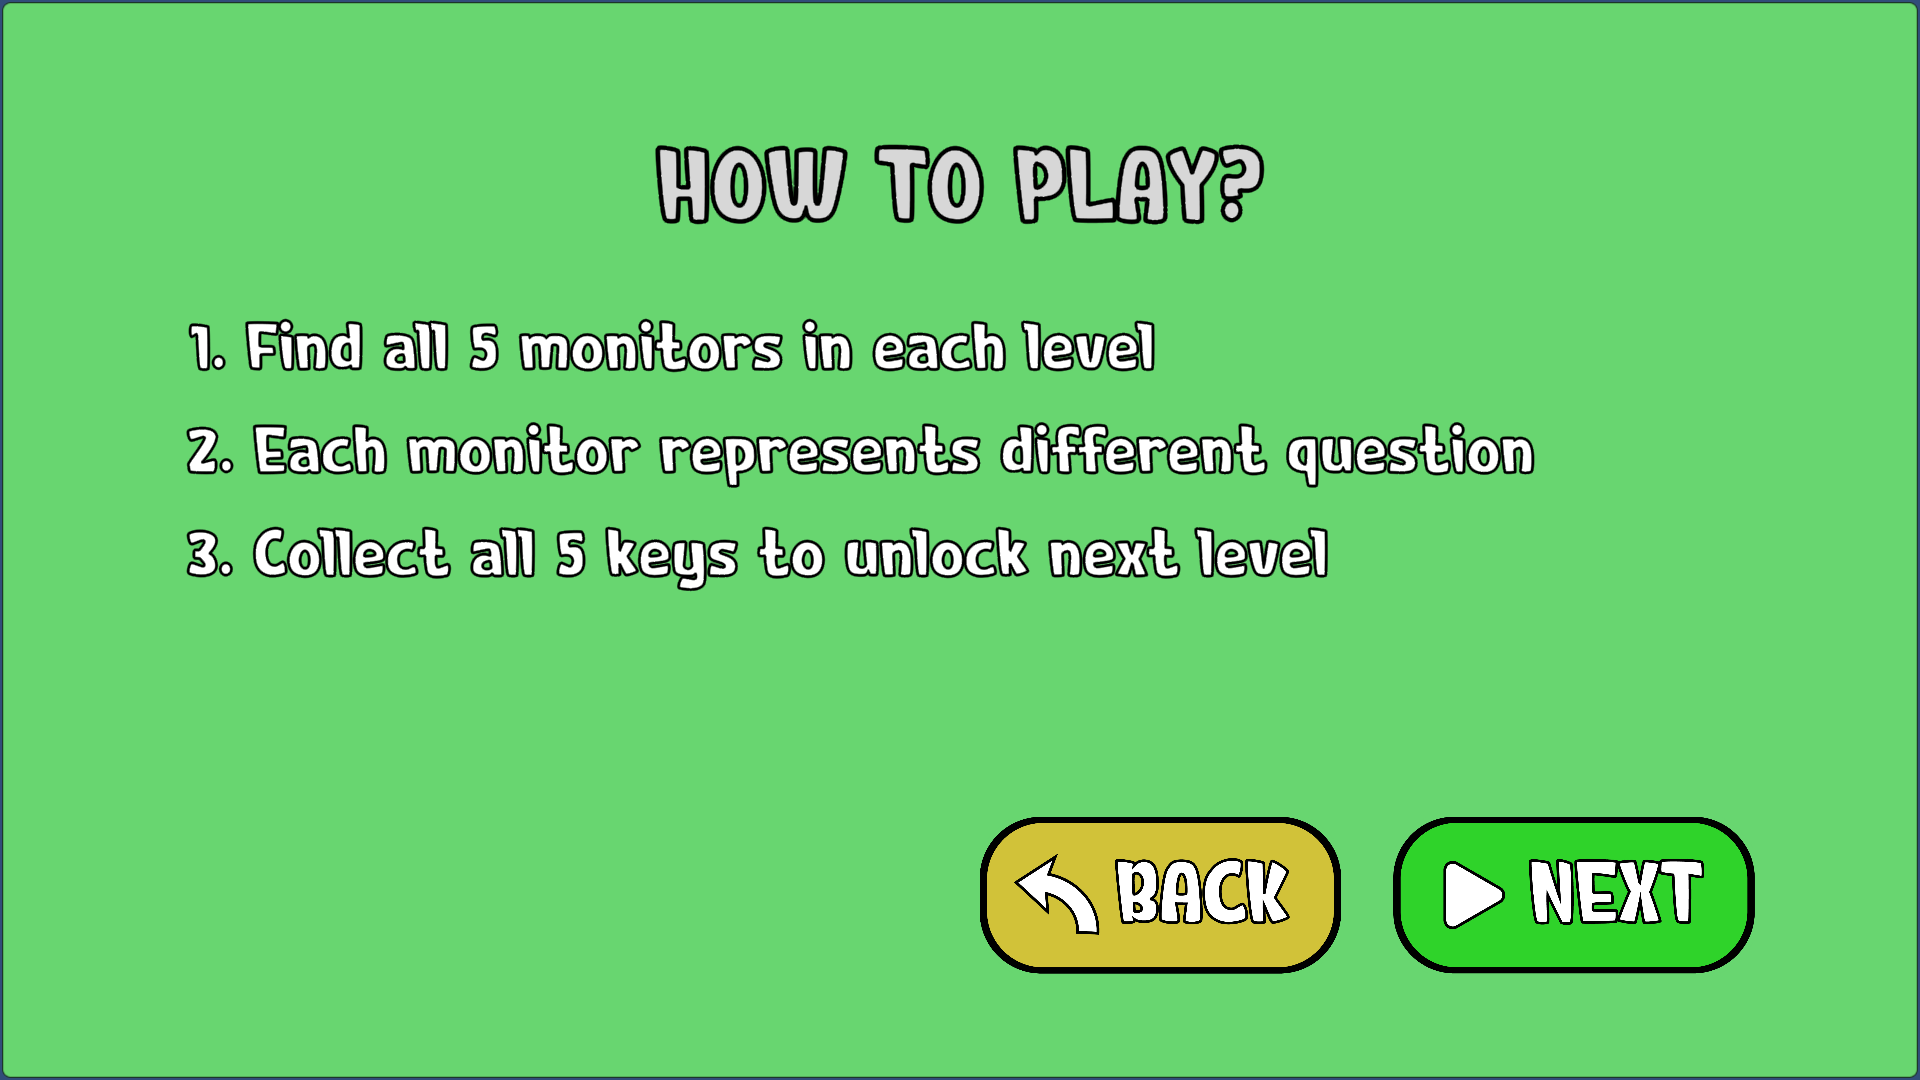 HOW TO PLAY?
1. Find all 5 monitors in each level
2. Each monitor represents different question
3. Collect all 5 keys to unlock next level
BACK
NEXT